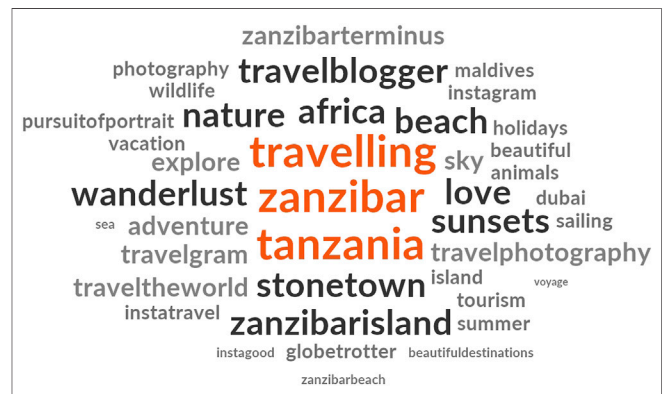 zanzibarterminus
photography travelblogger maldives
wildlife instagram
pursuitofportrait nature africa beach holidays
vacation travelling beautiful
explore sky animals
wanderlust zanzibar love dubai
sea adventure sunsets sailing
travelgram tanzania travelphotography
traveltheworld stonetown island voyage
instatravel tourism
zanzibarisland summer
instagood globetrotter beautifuldestinations
zanzibarbeach